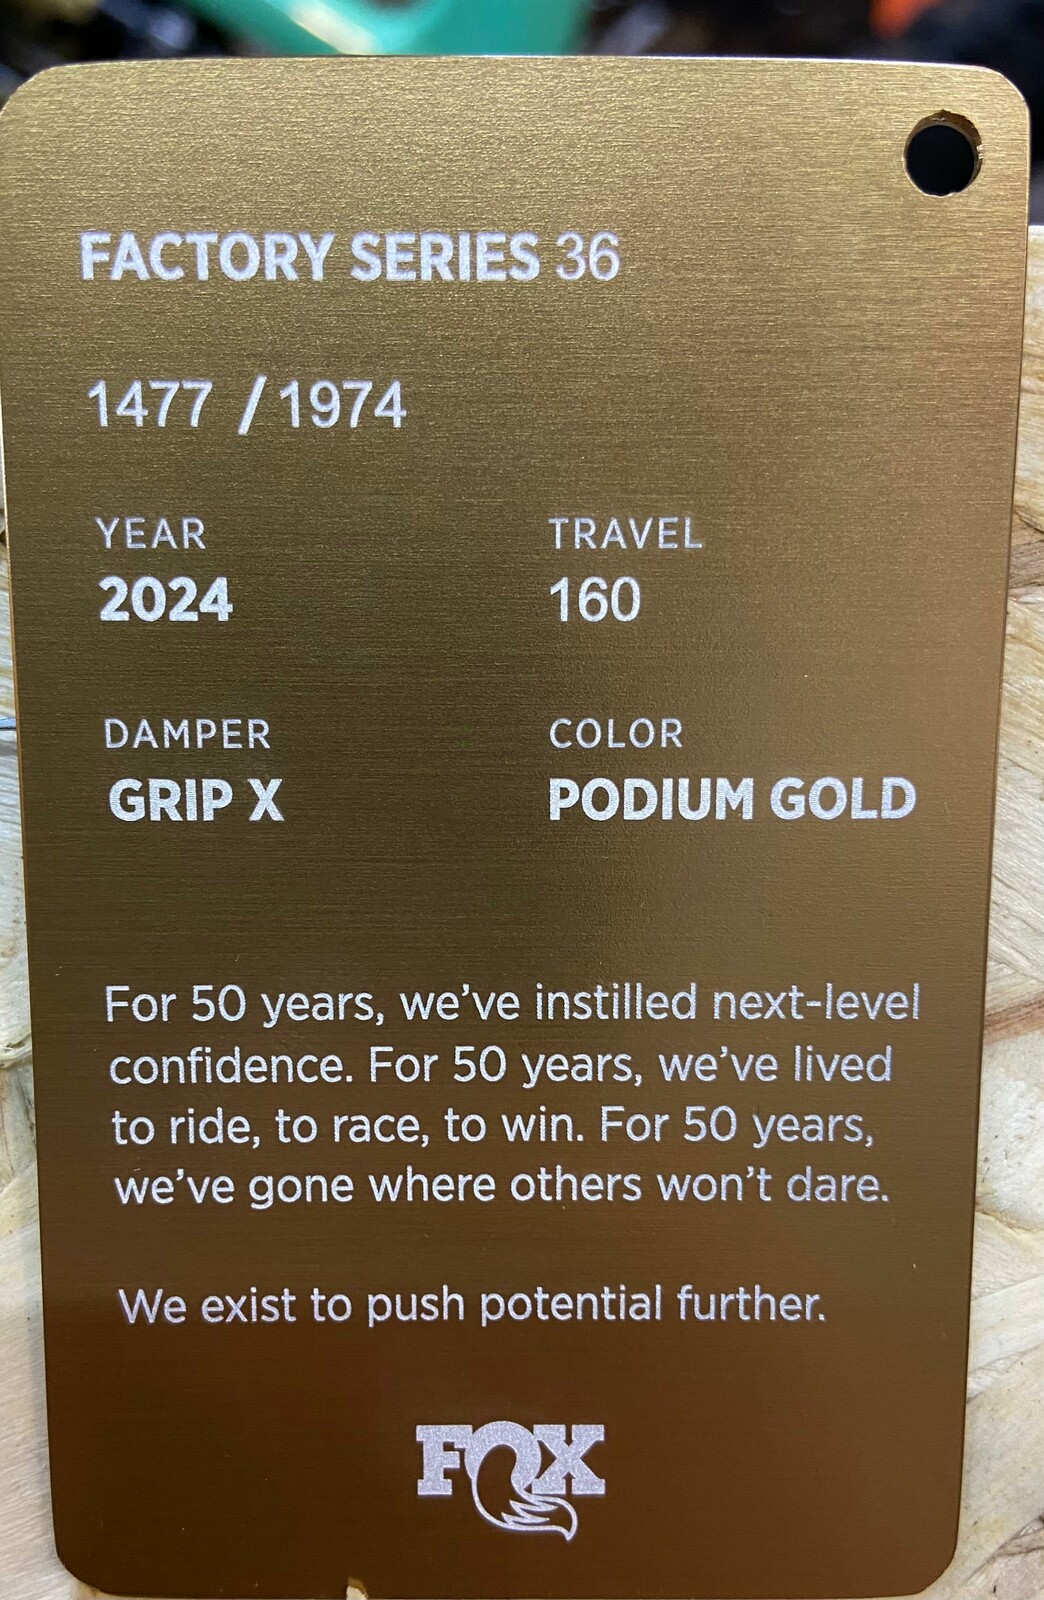 FACTORY SERIES 36
1477 / 1974
YEAR
2024
TRAVEL
160
DAMPER
GRIP X
COLOR
PODIUM GOLD
For 50 years, we’ve instilled next-level
confidence. For 50 years, we’ve lived
to ride, to race, to win. For 50 years,
we’ve gone where others won’t dare.
We exist to push potential further.
FOX